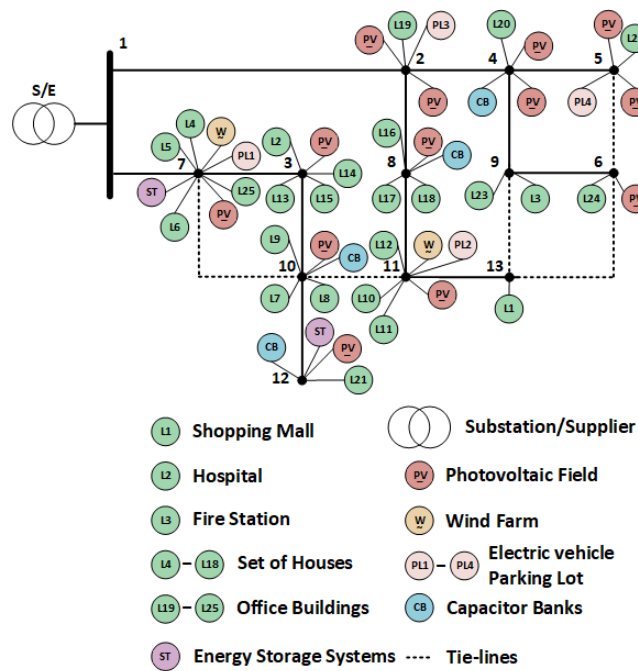 1
S/E
PV L19 PL3 L20 PV PV L2
2 4 5
PV CB PV PL4 PV
L4 W
L5 PL1 L2 PV L16 PV CB
7 3 L14 8 9 6
ST L25 L13 L15 L17 L18 L23 L3 L24 PV
L6 PV
L9 PV CB L12 W PL2
10 11 13
L7 L8 L10 PV L1
L11
CB ST PV
12 L21
L1 Shopping Mall
L2 Hospital
L3 Fire Station
L4 – L18 Set of Houses
L19 – L25 Office Buildings
ST Energy Storage Systems
Substation/Supplier
PV Photovoltaic Field
W Wind Farm
PL1 – PL4 Electric vehicle
Parking Lot
CB Capacitor Banks
Tie-lines